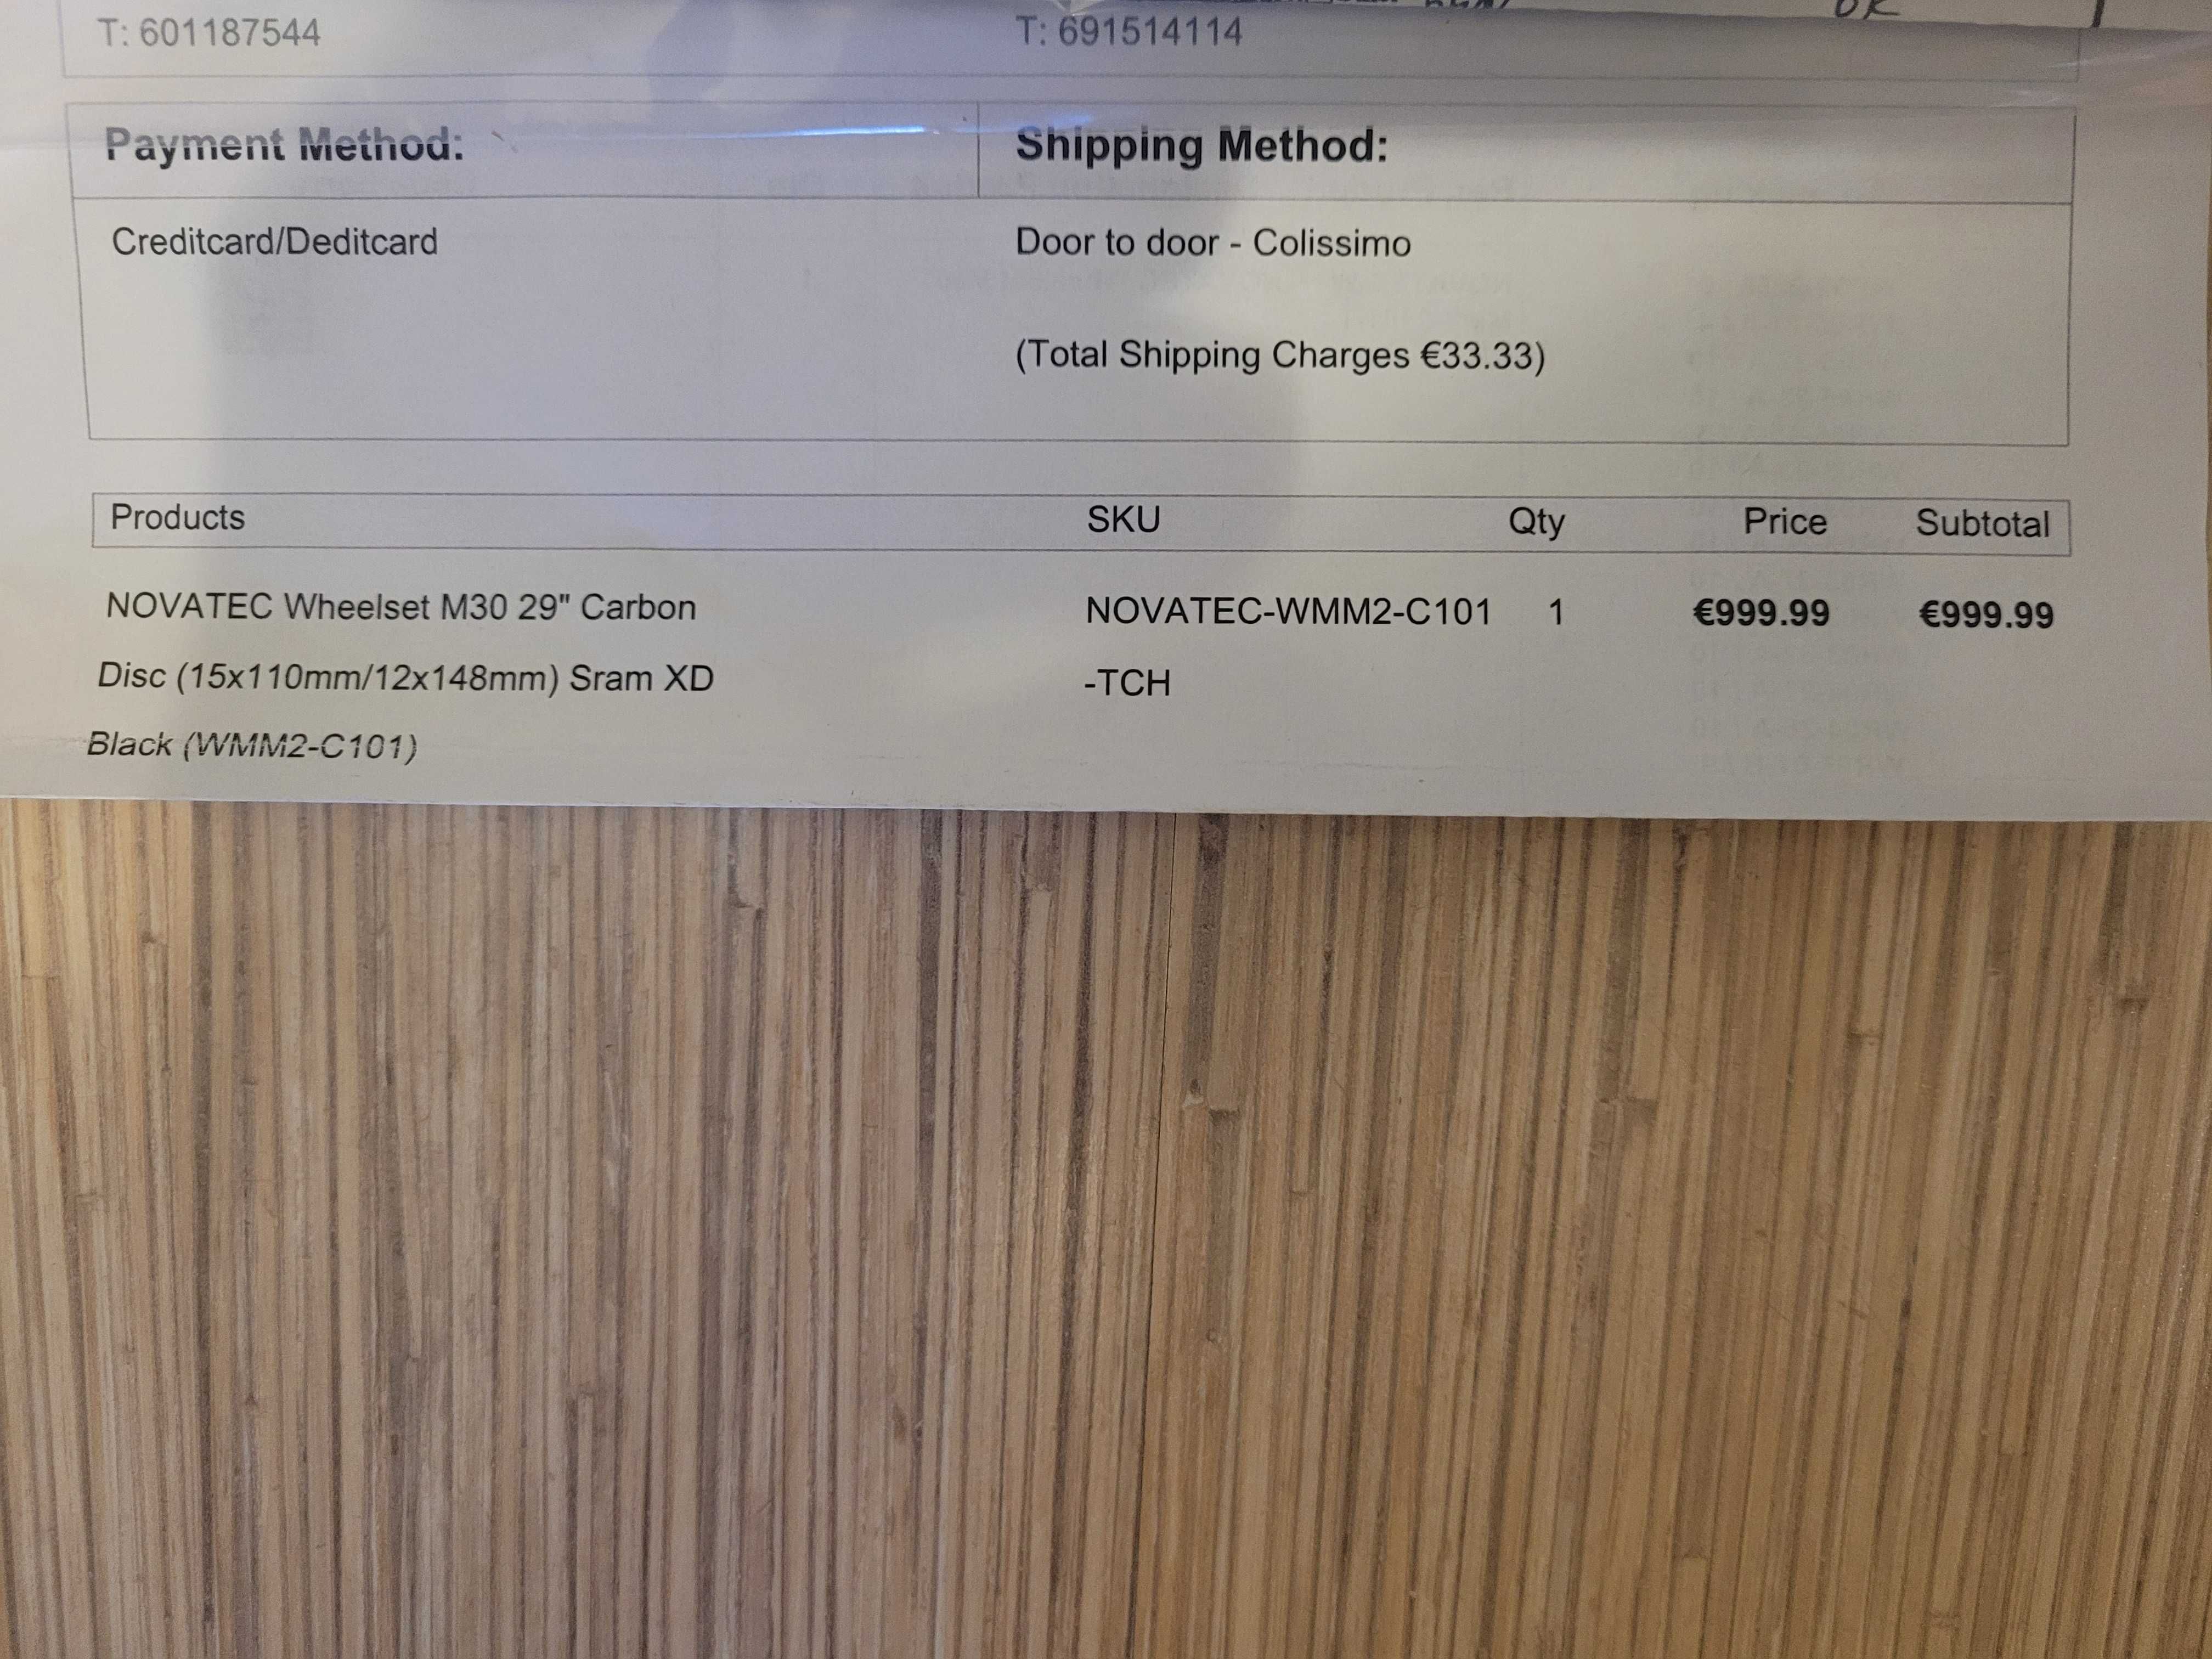 T: 601187544 T: 691514114
Payment Method: Shipping Method:
Creditcard/Deditcard Door to door - Colissimo
(Total Shipping Charges €33.33)
Products SKU Qty Price Subtotal
NOVATEC Wheelset M30 29" Carbon NOVATEC-WMM2-C101 1 €999.99 €999.99
Disc (15x110mm/12x148mm) Sram XD -TCH
Black (WMM2-C101)